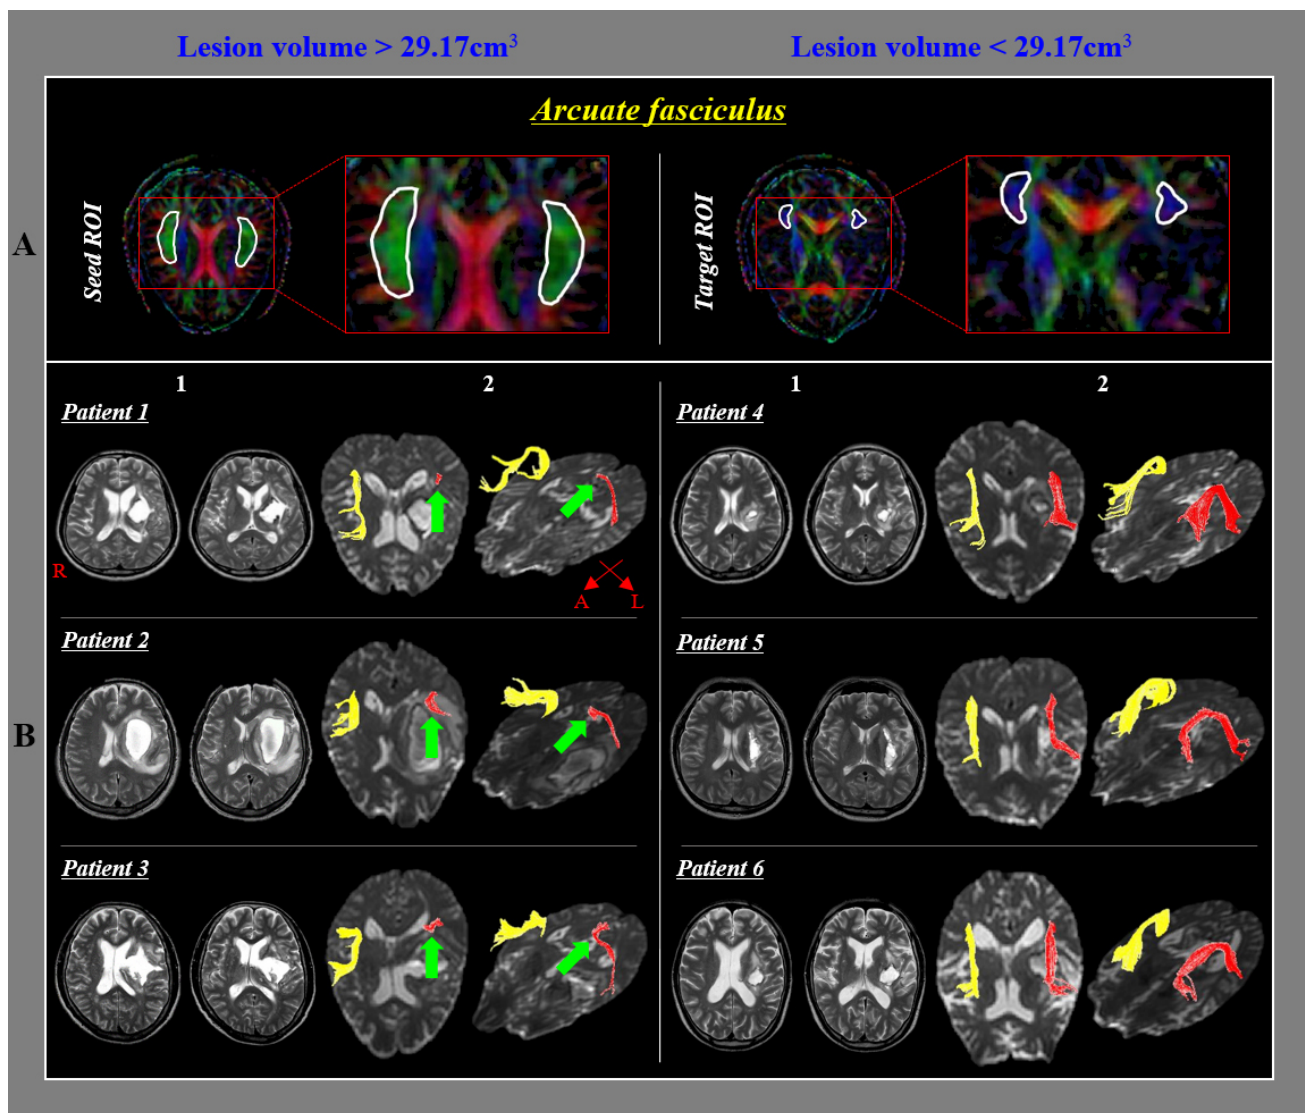 Lesion volume > 29.17cm³
Lesion volume < 29.17cm³
Arcuate fasciculus
A
Seed ROI
Target ROI
1
2
1
2
Patient 1
Patient 4
R
A
L
Patient 2
Patient 5
B
Patient 3
Patient 6